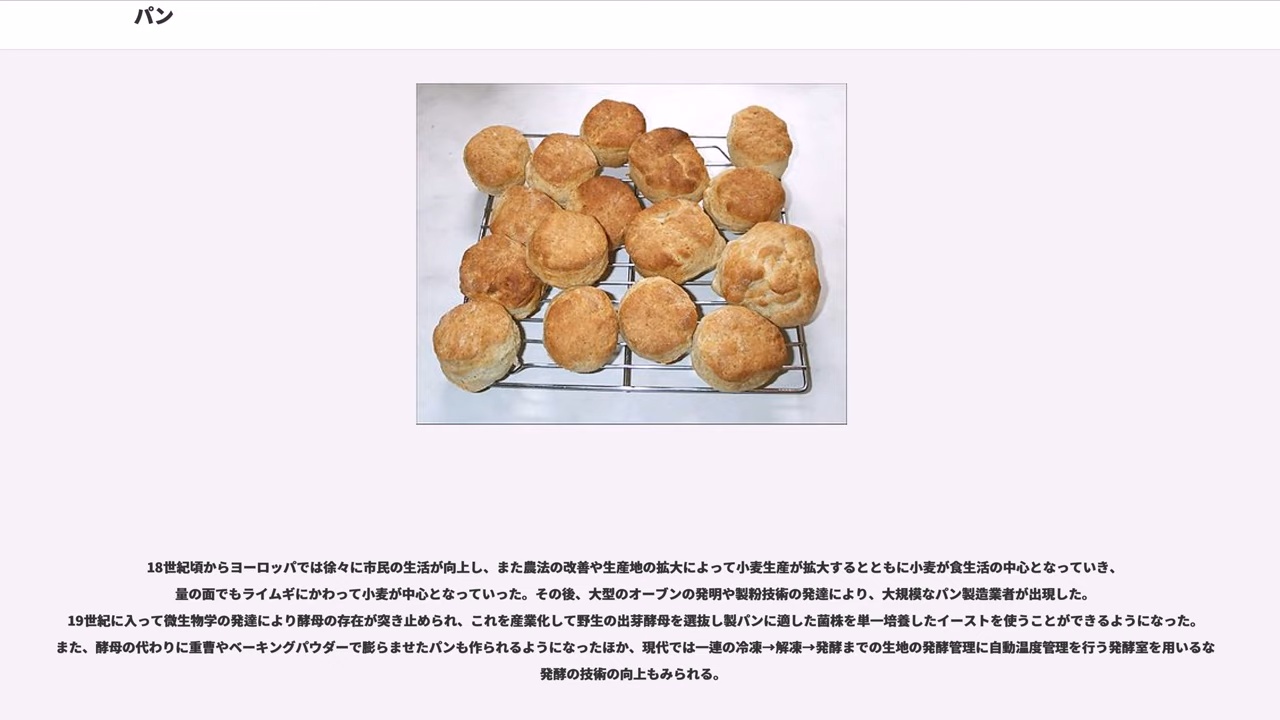 パン
18世紀頃からヨーロッパでは徐々に市民の生活が向上し、また農法の改善や生産地の拡大によって小麦生産が拡大するとともに小麦が食生活の中心となっていき、
量の面でもライムギにかわって小麦が中心となっていった。その後、大型のオーブンの発明や製粉技術の発達により、大規模なパン製造業者が出現した。
19世紀に入って微生物学の発達により酵母の存在が突き止められ、これを産業化して野生の出芽酵母を選抜し製パンに適した菌株を単一培養したイーストを使うことができるようになった。
また、酵母の代わりに重曹やベーキングパウダーで膨らませたパンも作られるようになったほか、現代では一連の冷凍→解凍→発酵までの生地の発酵管理に自動温度管理を行う発酵室を用いるな
発酵の技術の向上もみられる。